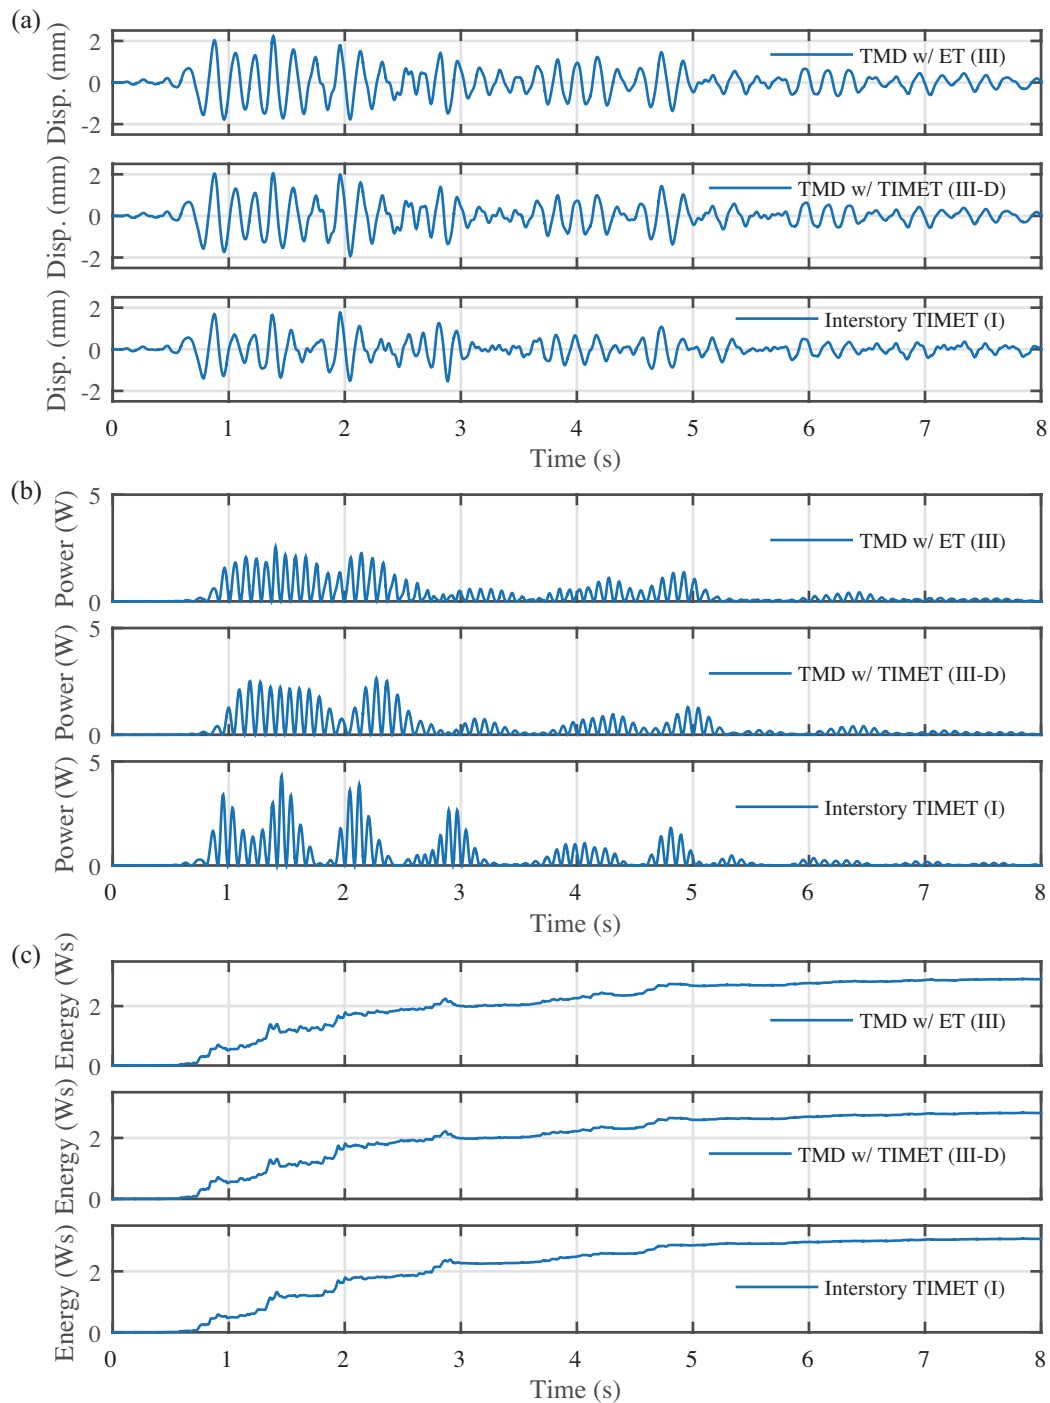 (a)
Disp. (mm)
2
0
-2
TMD w/ ET (III)
Disp. (mm)
2
0
-2
TMD w/ TIMET (III-D)
Disp. (mm)
2
0
-2
Interstory TIMET (I)
0 1 2 3 4 5 6 7 8
Time (s)
(b)
Power (W)
5
0
TMD w/ ET (III)
Power (W)
5
0
TMD w/ TIMET (III-D)
Power (W)
5
0
Interstory TIMET (I)
0 1 2 3 4 5 6 7 8
Time (s)
(c)
Energy (Ws)
2
0
TMD w/ ET (III)
Energy (Ws)
2
0
TMD w/ TIMET (III-D)
Energy (Ws)
2
0
Interstory TIMET (I)
0 1 2 3 4 5 6 7 8
Time (s)